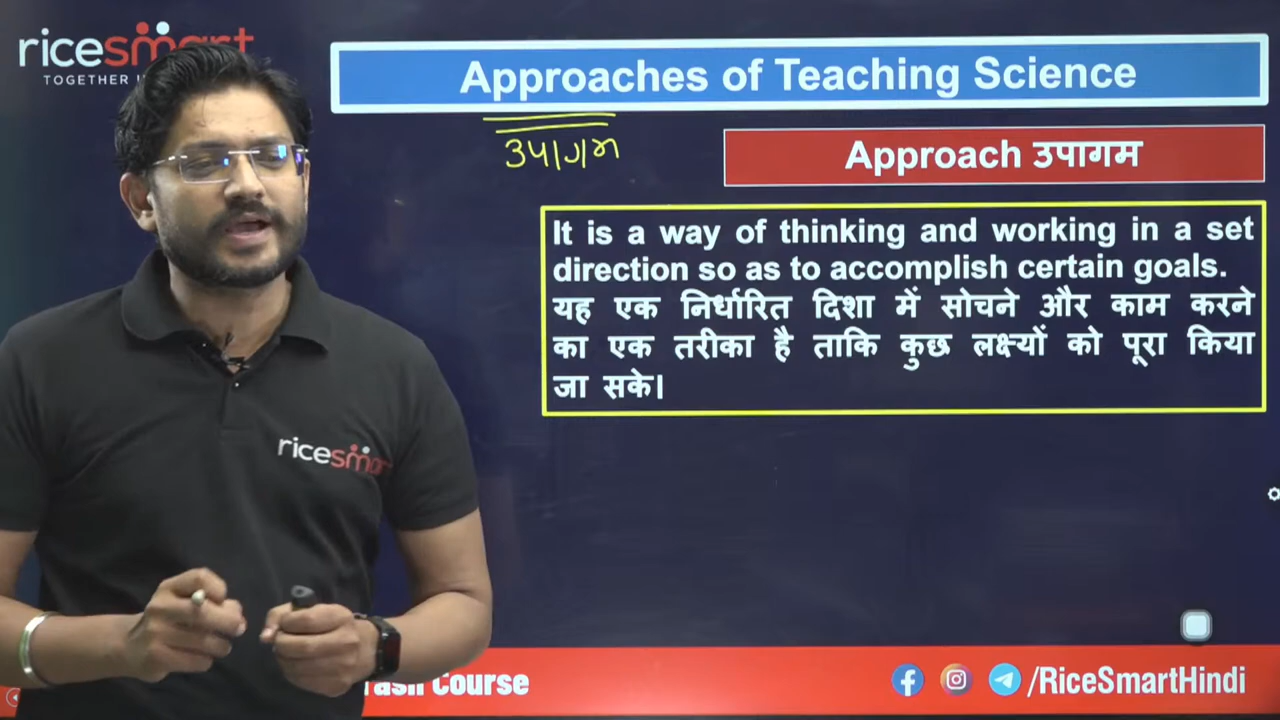 ricesmart
TOGETHER
Approaches of Teaching Science
उपागम
Approach उपागम
It is a way of thinking and working in a set
direction so as to accomplish certain goals.
यह एक निर्धारित दिशा में सोचने और काम करने
का एक तरीका है ताकि कुछ लक्ष्यों को पूरा किया
जा सके।
ricesmart
Course
/RiceSmartHindi